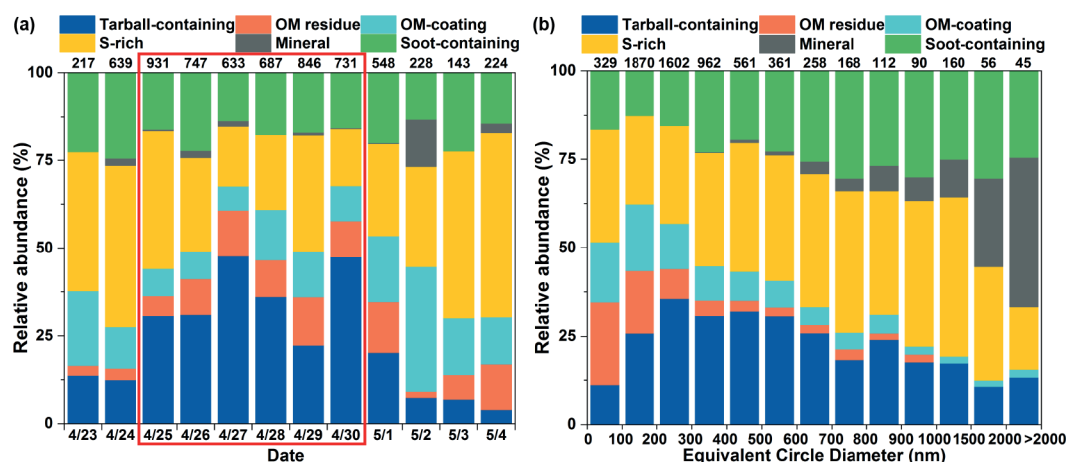 (a) Tarball-containing OM residue OM-coating
S-rich Mineral Soot-containing
217 639 931 747 633 687 846 731 548 228 143 224
Relative abundance (%)
100
75
50
25
0
4/23 4/24 4/25 4/26 4/27 4/28 4/29 4/30 5/1 5/2 5/3 5/4
Date
(b) Tarball-containing OM residue OM-coating
S-rich Mineral Soot-containing
329 1870 1602 962 561 361 258 168 112 90 160 56 45
Relative abundance (%)
100
75
50
25
0
0 100 200 300 400 500 600 700 800 900 1000 1500 2000 >2000
Equivalent Circle Diameter (nm)